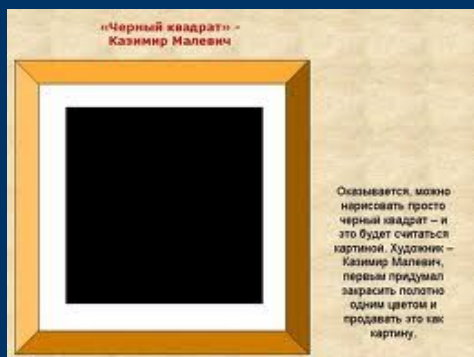 «Черный квадрат» -
Казимир Малевич
Оказывается, можно
нарисовать просто
черный квадрат – и
это будет считаться
картиной. Художник –
Казимир Малевич,
первым придумал
закрасить полотно
одним цветом и
продавать это как
картину.